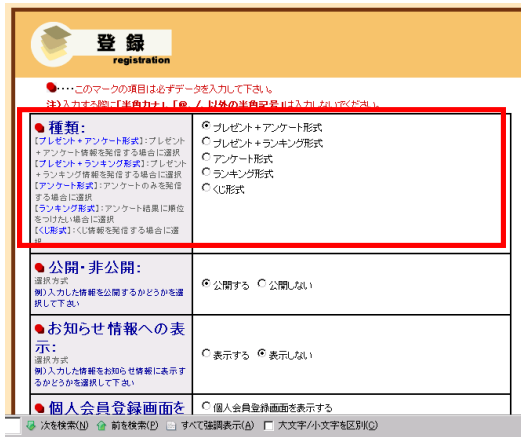 登 録
registration
●････このマークの項目は必ずデータを入力して下さい。
注)入力する際に「半角カナ」、「@、/、以外の半角記号」は入力しないでください。
●種類:
【プレゼント+アンケート形式】:プレゼント
+アンケート情報を発信する場合に選択
【プレゼント+ランキング形式】:プレゼント
+ランキング情報を発信する場合に選択
【アンケート形式】:アンケートのみを発信
する場合に選択
【ランキング形式】:アンケート結果に順位
をつけたい場合に選択
【くじ形式】:くじ情報を発信する場合に選
択
プレゼント+アンケート形式
プレゼント+ランキング形式
アンケート形式
ランキング形式
くじ形式
●公開・非公開:
選択方式
例)入力した情報を公開するかどうかを選
択して下さい
公開する 公開しない
●お知らせ情報への表
示:
選択方式
例)入力した情報をお知らせ情報に表示す
るかどうかを選択して下さい
表示する 表示しない
●個人会員登録画面を
個人会員登録画面を表示する
次を検索(N) 前を検索(P) すべて強調表示(A) 大文字/小文字を区別(C)